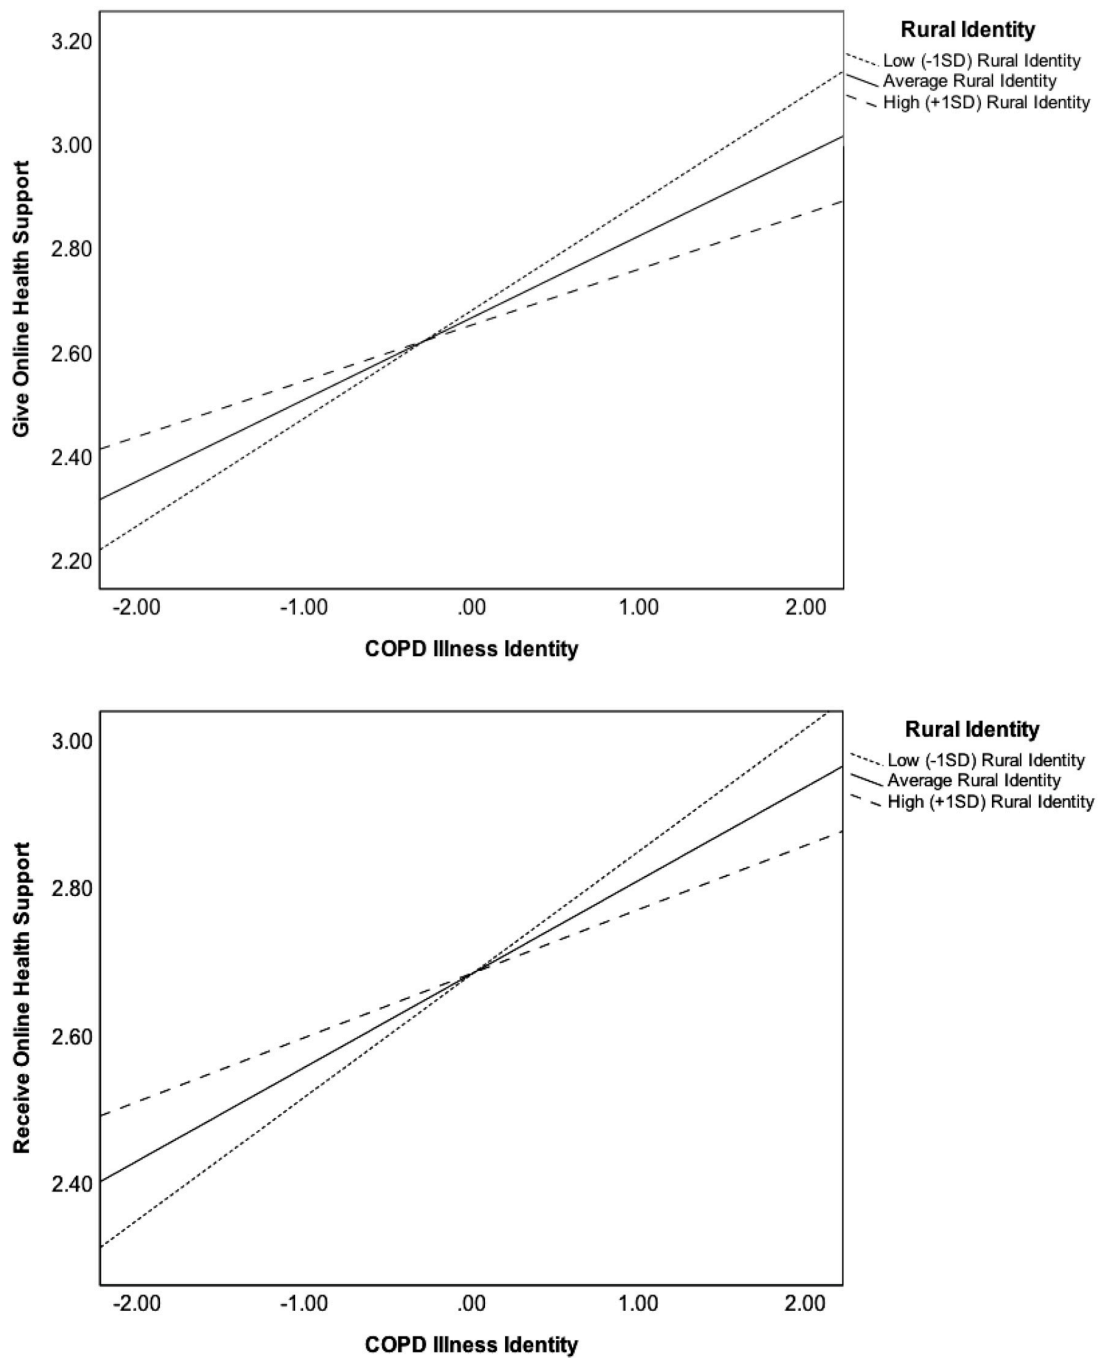 3.20
3.00
2.80
2.60
2.40
2.20
Give Online Health Support
-2.00 -1.00 .00 1.00 2.00
COPD Illness Identity
Rural Identity
Low (-1SD) Rural Identity
Average Rural Identity
High (+1SD) Rural Identity
3.00
2.80
2.60
2.40
Receive Online Health Support
-2.00 -1.00 .00 1.00 2.00
COPD Illness Identity
Rural Identity
Low (-1SD) Rural Identity
Average Rural Identity
High (+1SD) Rural Identity